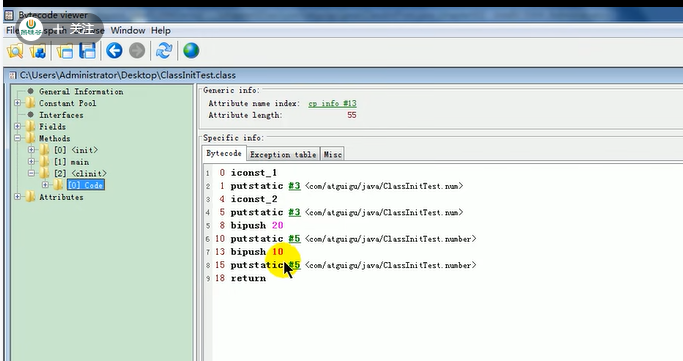 Bytecode viewer
关注
Window Help
C:\Users\Administrator\Desktop\ClassInitTest.class
General Information
Constant Pool
Interfaces
Fields
Methods
[0] <init>
[1] main
[2] <clinit>
[0] Code
Attributes
Generic info:
Attribute name index: cp info #13
Attribute length: 55
Specific info:
Bytecode Exception table Misc
1 0 iconst_1
2 1 putstatic #3 <com/atguigu/java/ClassInitTest.num>
3 4 iconst_2
4 5 putstatic #3 <com/atguigu/java/ClassInitTest.num>
5 8 bipush 20
6 10 putstatic #5 <com/atguigu/java/ClassInitTest.number>
7 13 bipush 10
8 15 putstatic #5 <com/atguigu/java/ClassInitTest.number>
9 18 return